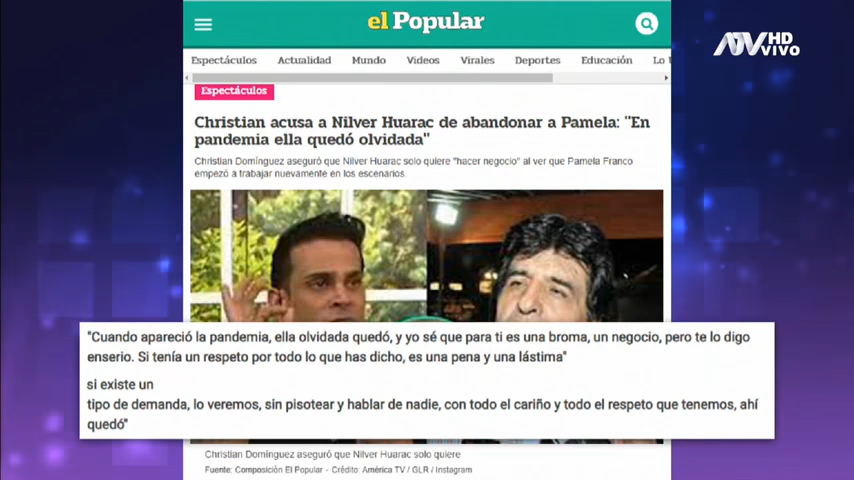 el Popular
ATV HD
VIVO
Espectáculos Actualidad Mundo Videos Virales Deportes Educación Lo
Espectáculos
Christian acusa a Nilver Huarac de abandonar a Pamela: "En
pandemia ella quedó olvidada"
Christian Domínguez aseguró que Nilver Huarac solo quiere "hacer negocio" al ver que Pamela Franco
empezó a trabajar nuevamente en los escenarios
"Cuando apareció la pandemia, ella olvidada quedó, y yo sé que para ti es una broma, un negocio, pero te lo digo
enserio. Si tenía un respeto por todo lo que has dicho, es una pena y una lástima"
si existe un
tipo de demanda, lo veremos, sin pisotear y hablar de nadie, con todo el cariño y todo el respeto que tenemos, ahí
quedó"
Christian Domínguez aseguró que Nilver Huarac solo quiere
Fuente: Composición El Popular - Crédito: América TV / GLR / Instagram